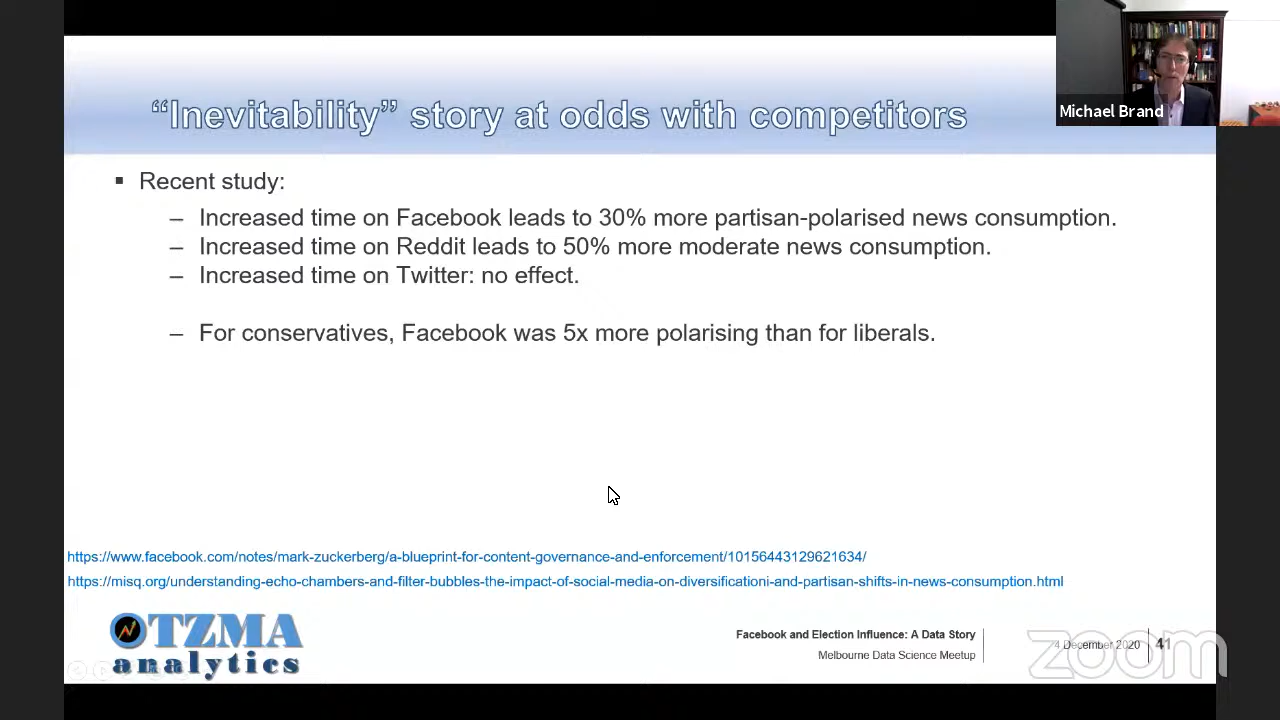 “Inevitability” story at odds with competitors
Michael Brand
▪ Recent study:
– Increased time on Facebook leads to 30% more partisan-polarised news consumption.
– Increased time on Reddit leads to 50% more moderate news consumption.
– Increased time on Twitter: no effect.
– For conservatives, Facebook was 5x more polarising than for liberals.
https://www.facebook.com/notes/mark-zuckerberg/a-blueprint-for-content-governance-and-enforcement/10156443129621634/
https://misq.org/understanding-echo-chambers-and-filter-bubbles-the-impact-of-social-media-on-diversificationi-and-partisan-shifts-in-news-consumption.html
OTZMA
analytics
Facebook and Election Influence: A Data Story
Melbourne Data Science Meetup
4 December 2020
41
zoom